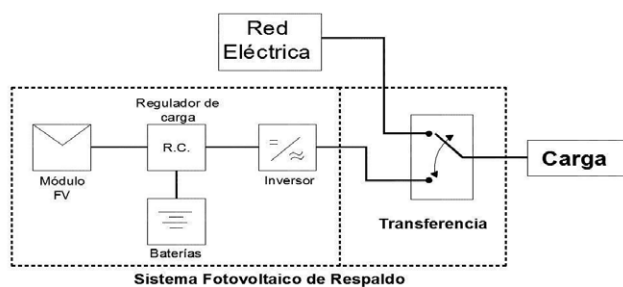 Red
Eléctrica
Regulador de
carga
R.C.
Módulo
FV
Inversor
Baterías
Transferencia
Carga
Sistema Fotovoltaico de Respaldo